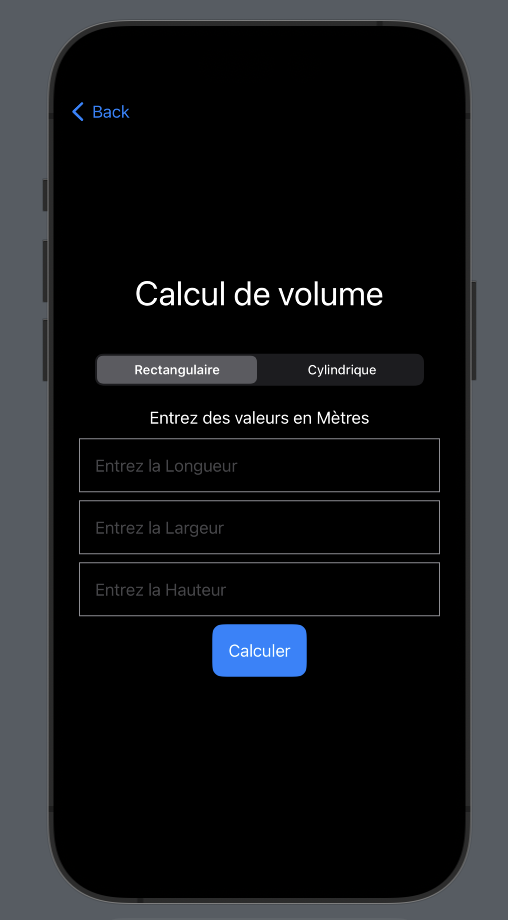 Back
Calcul de volume
Rectangulaire Cylindrique
Entrez des valeurs en Mètres
Entrez la Longueur
Entrez la Largeur
Entrez la Hauteur
Calculer